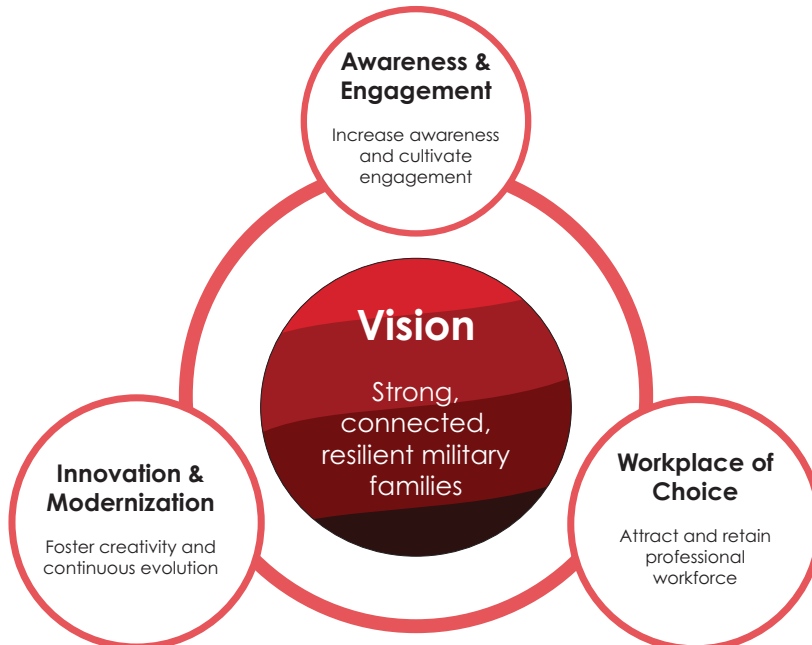 Awareness &
Engagement
Increase awareness
and cultivate
engagement
Vision
Strong,
connected,
resilient military
families
Innovation &
Modernization
Foster creativity and
continuous evolution
Workplace of
Choice
Attract and retain
professional
workforce